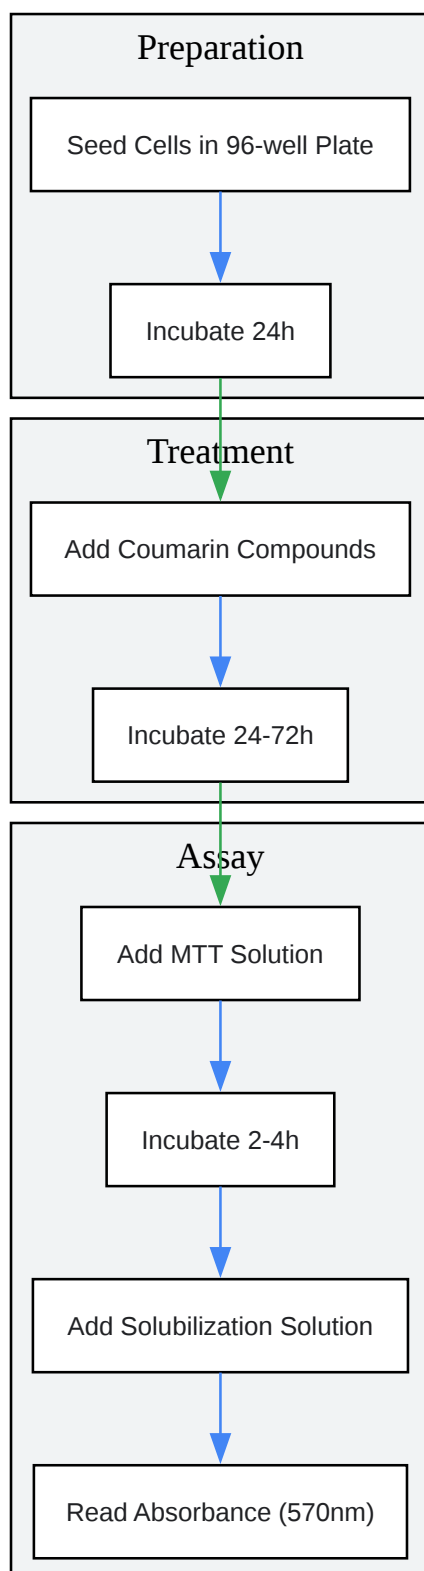 Preparation
Seed Cells in 96-well Plate
Incubate 24h
Treatment
Add Coumarin Compounds
Incubate 24-72h
Assay
Add MTT Solution
Incubate 2-4h
Add Solubilization Solution
Read Absorbance (570nm)